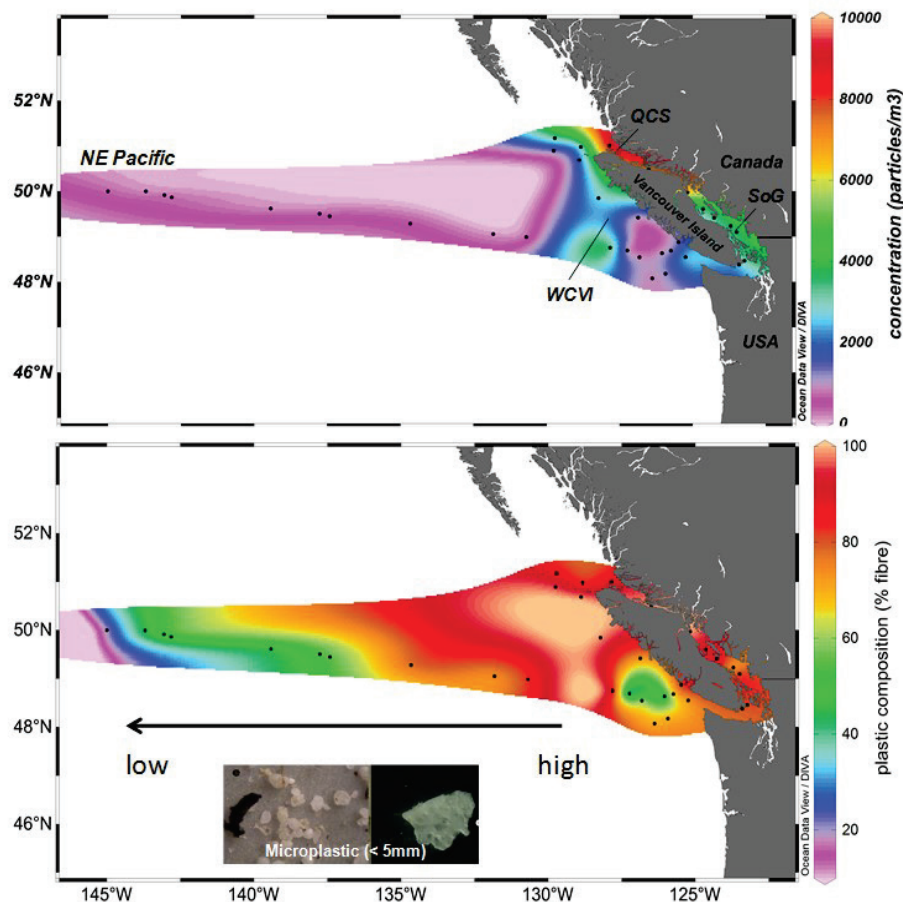 52°N
50°N
48°N
46°N
NE Pacific
QCS
Canada
SoG
Vancouver Island
WCVI
USA
Ocean Data View / DIVA
10000
8000
6000
4000
2000
0
concentration (particles/m3)
52°N
50°N
48°N
46°N
low
high
Microplastic (< 5mm)
145°W
140°W
135°W
130°W
125°W
Ocean Data View / DIVA
100
80
60
40
20
plastic composition (% fibre)